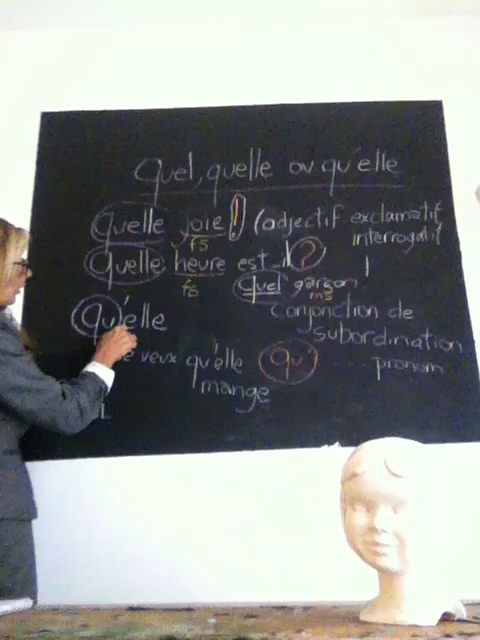 Quel, quelle ou qu'elle
Quelle joie! (adjectif exclamatif
fs interrogatif
Quelle heure est-il?
fs quel garçon
ms
Qu'elle conjonction de
subordination
e veux qu'elle qu' ... pronom
mange